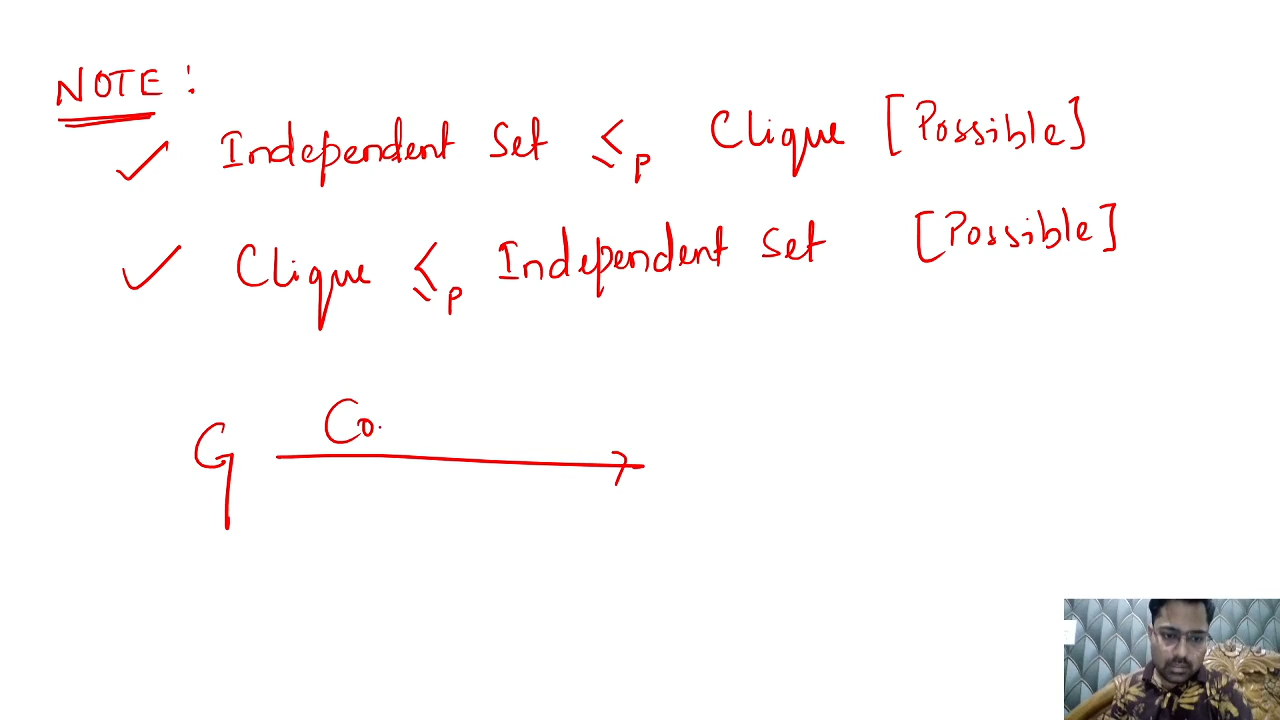 NOTE :
✓ Independent Set ≤p Clique [Possible]
✓ Clique ≤p Independent Set [Possible]
Co.
G →